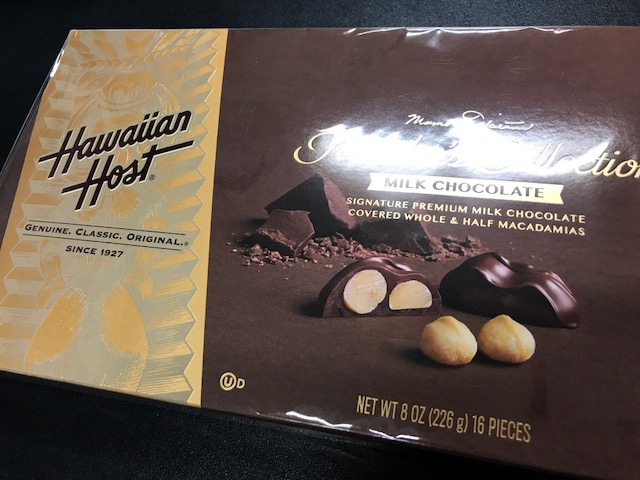 Hawaiian
Host®
GENUINE. CLASSIC. ORIGINAL.®
SINCE 1927
Collection
MILK CHOCOLATE
SIGNATURE PREMIUM MILK CHOCOLATE
COVERED WHOLE & HALF MACADAMIAS
U D
NET WT 8 OZ (226 g) 16 PIECES